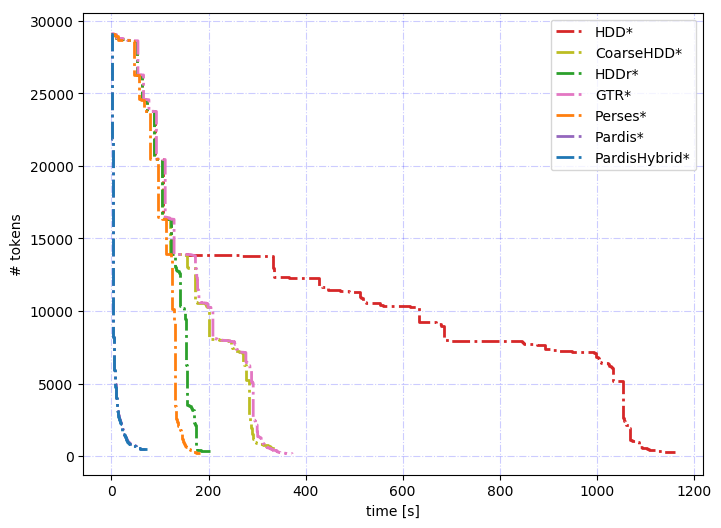 30000
25000
20000
15000
10000
5000
0
# tokens
0 200 400 600 800 1000 1200
time [s]
HDD*
CoarseHDD*
HDDr*
GTR*
Perses*
Pardis*
PardisHybrid*